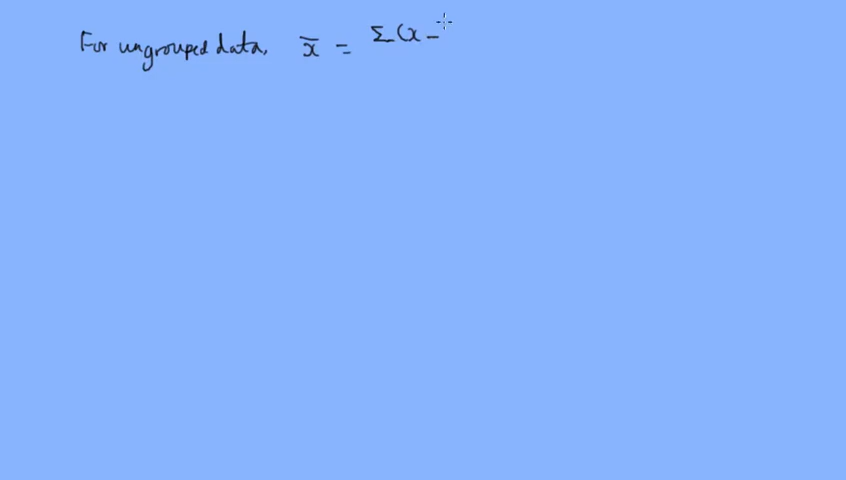 For ungrouped data, x̄ = Σ(x −